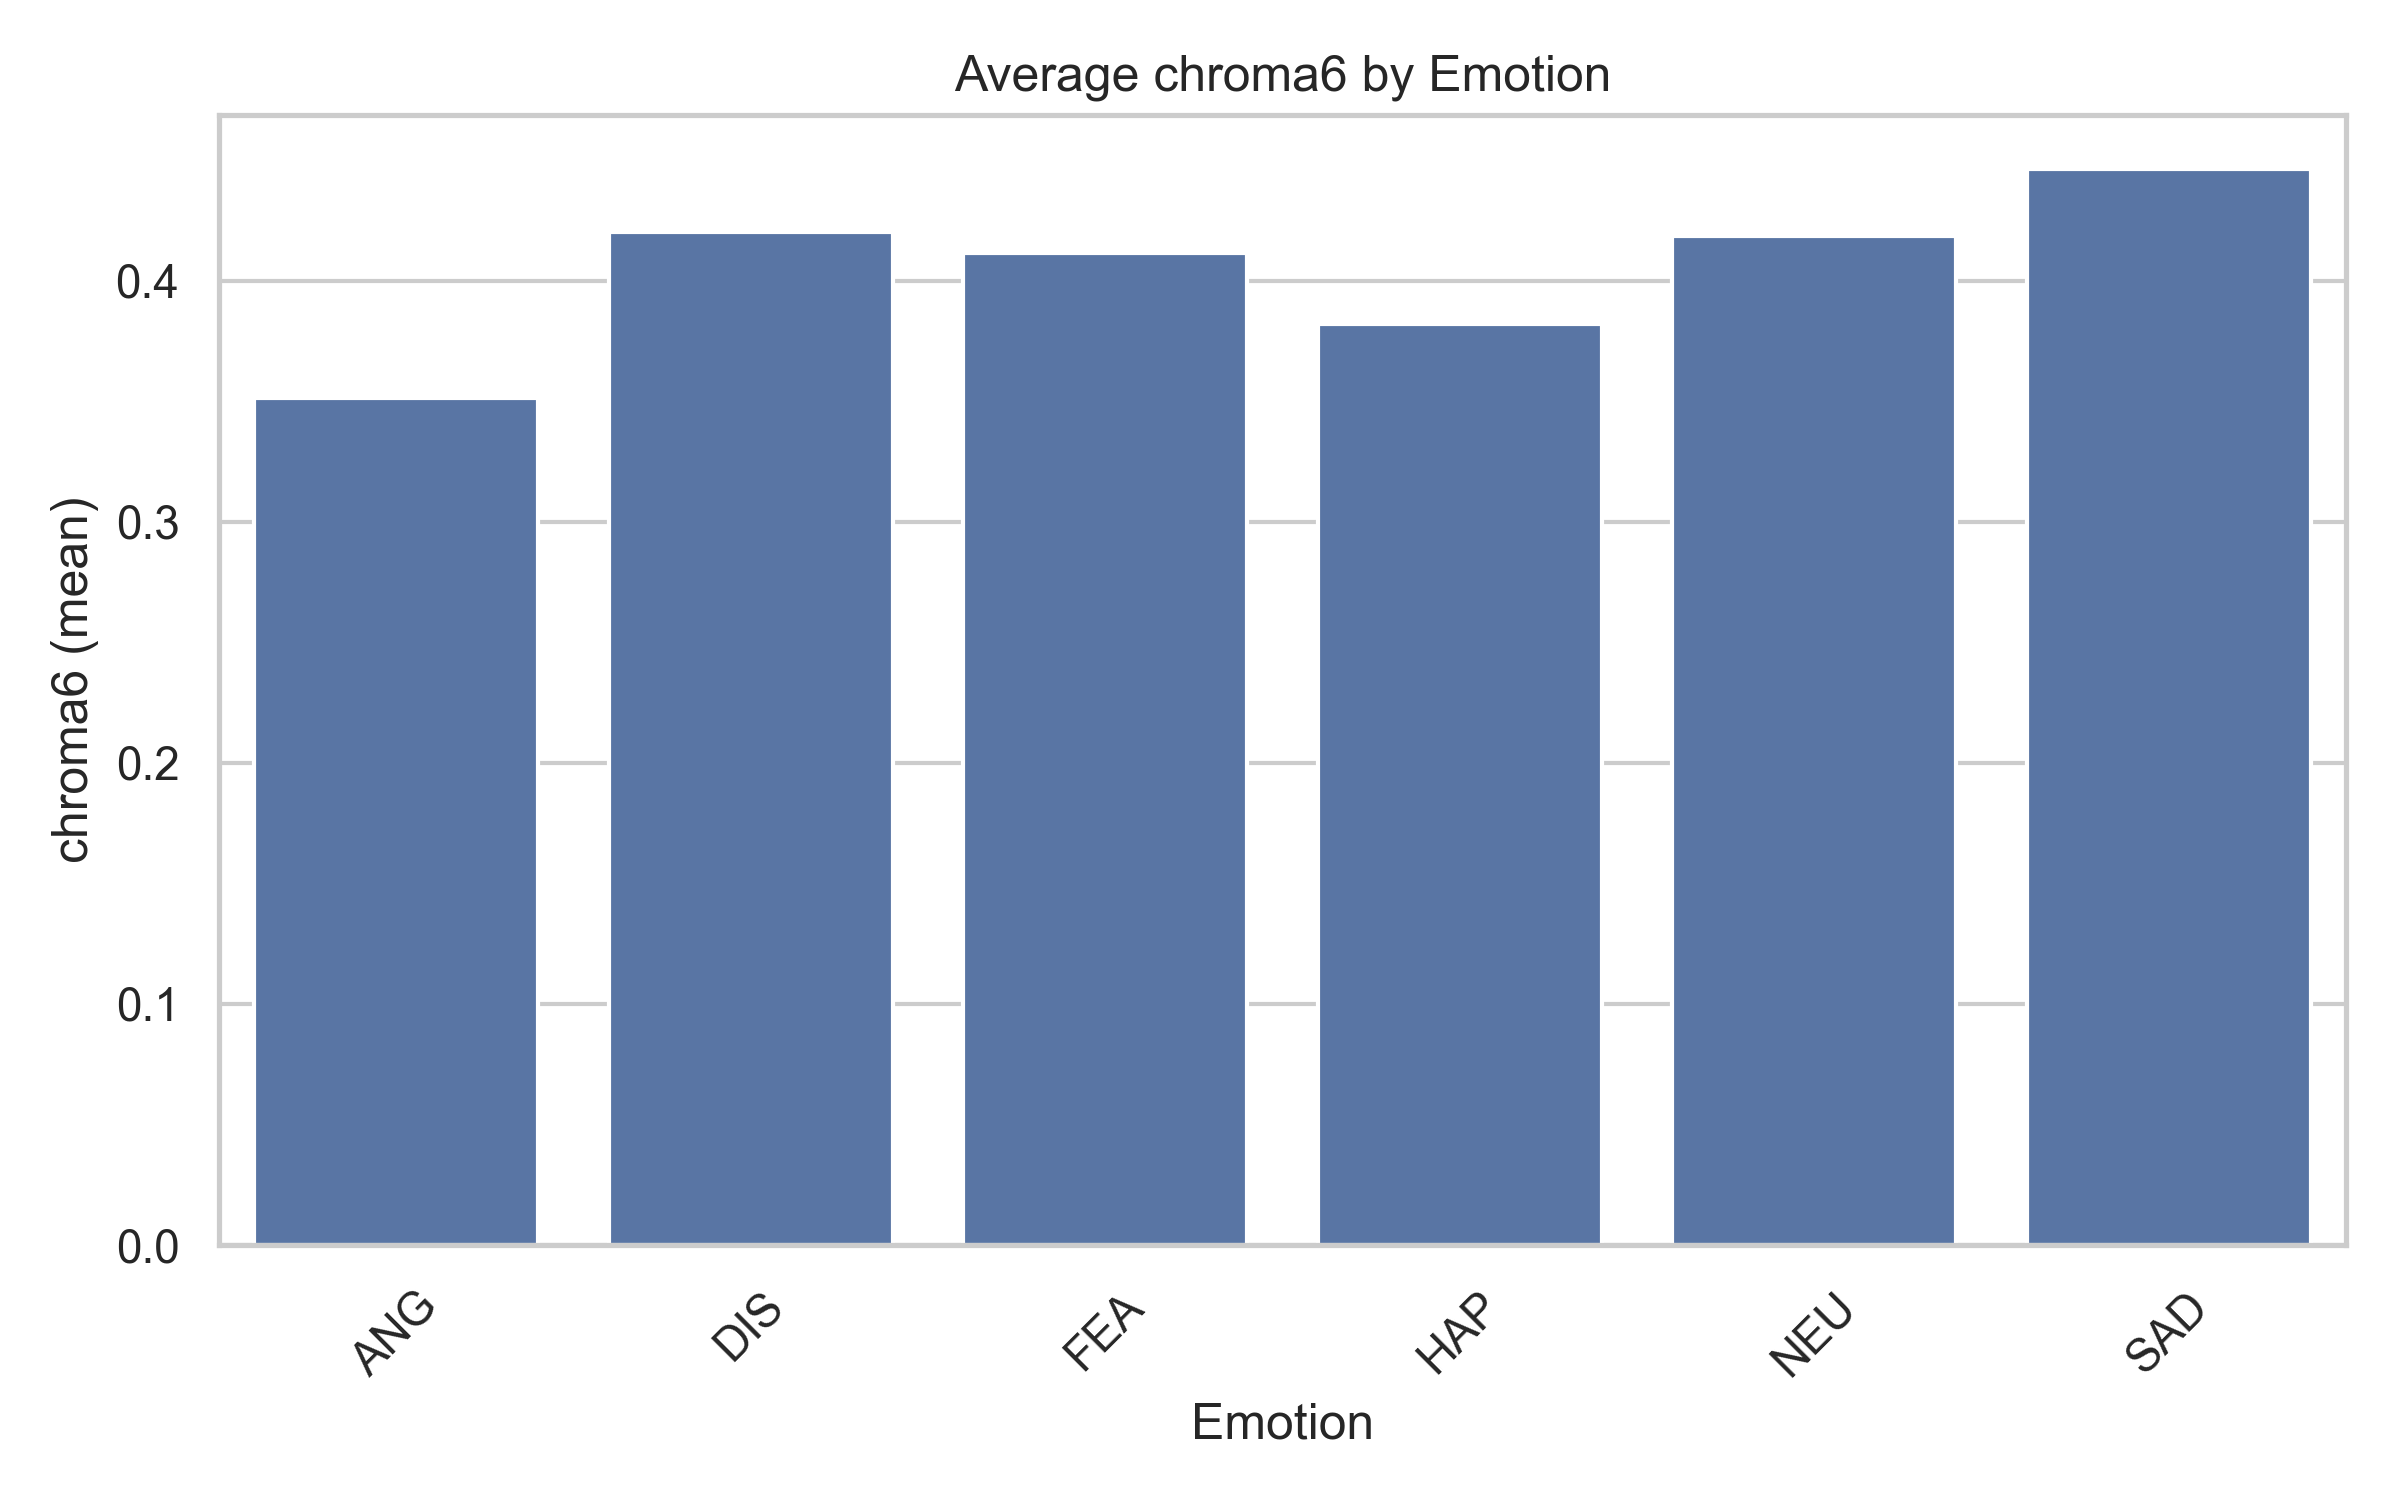 Average chroma6 by Emotion
chroma6 (mean)
0.4
0.3
0.2
0.1
0.0
ANG
DIS
FEA
HAP
NEU
SAD
Emotion